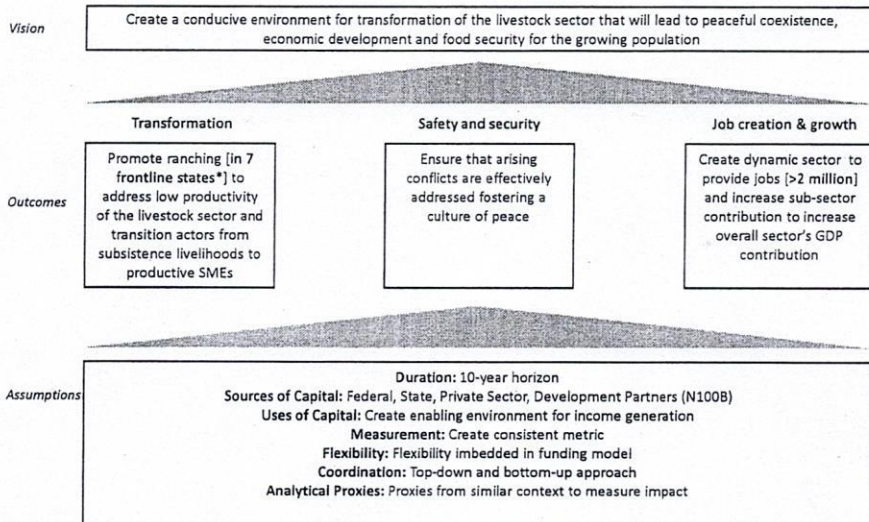 Vision
Create a conducive environment for transformation of the livestock sector that will lead to peaceful coexistence,
economic development and food security for the growing population
Transformation
Safety and security
Job creation & growth
Outcomes
Promote ranching [in 7
frontline states*] to
address low productivity
of the livestock sector and
transition actors from
subsistence livelihoods to
productive SMEs
Ensure that arising
conflicts are effectively
addressed fostering a
culture of peace
Create dynamic sector to
provide jobs [>2 million]
and increase sub-sector
contribution to increase
overall sector's GDP
contribution
Assumptions
Duration: 10-year horizon
Sources of Capital: Federal, State, Private Sector, Development Partners (N100B)
Uses of Capital: Create enabling environment for income generation
Measurement: Create consistent metric
Flexibility: Flexibility imbedded in funding model
Coordination: Top-down and bottom-up approach
Analytical Proxies: Proxies from similar context to measure impact